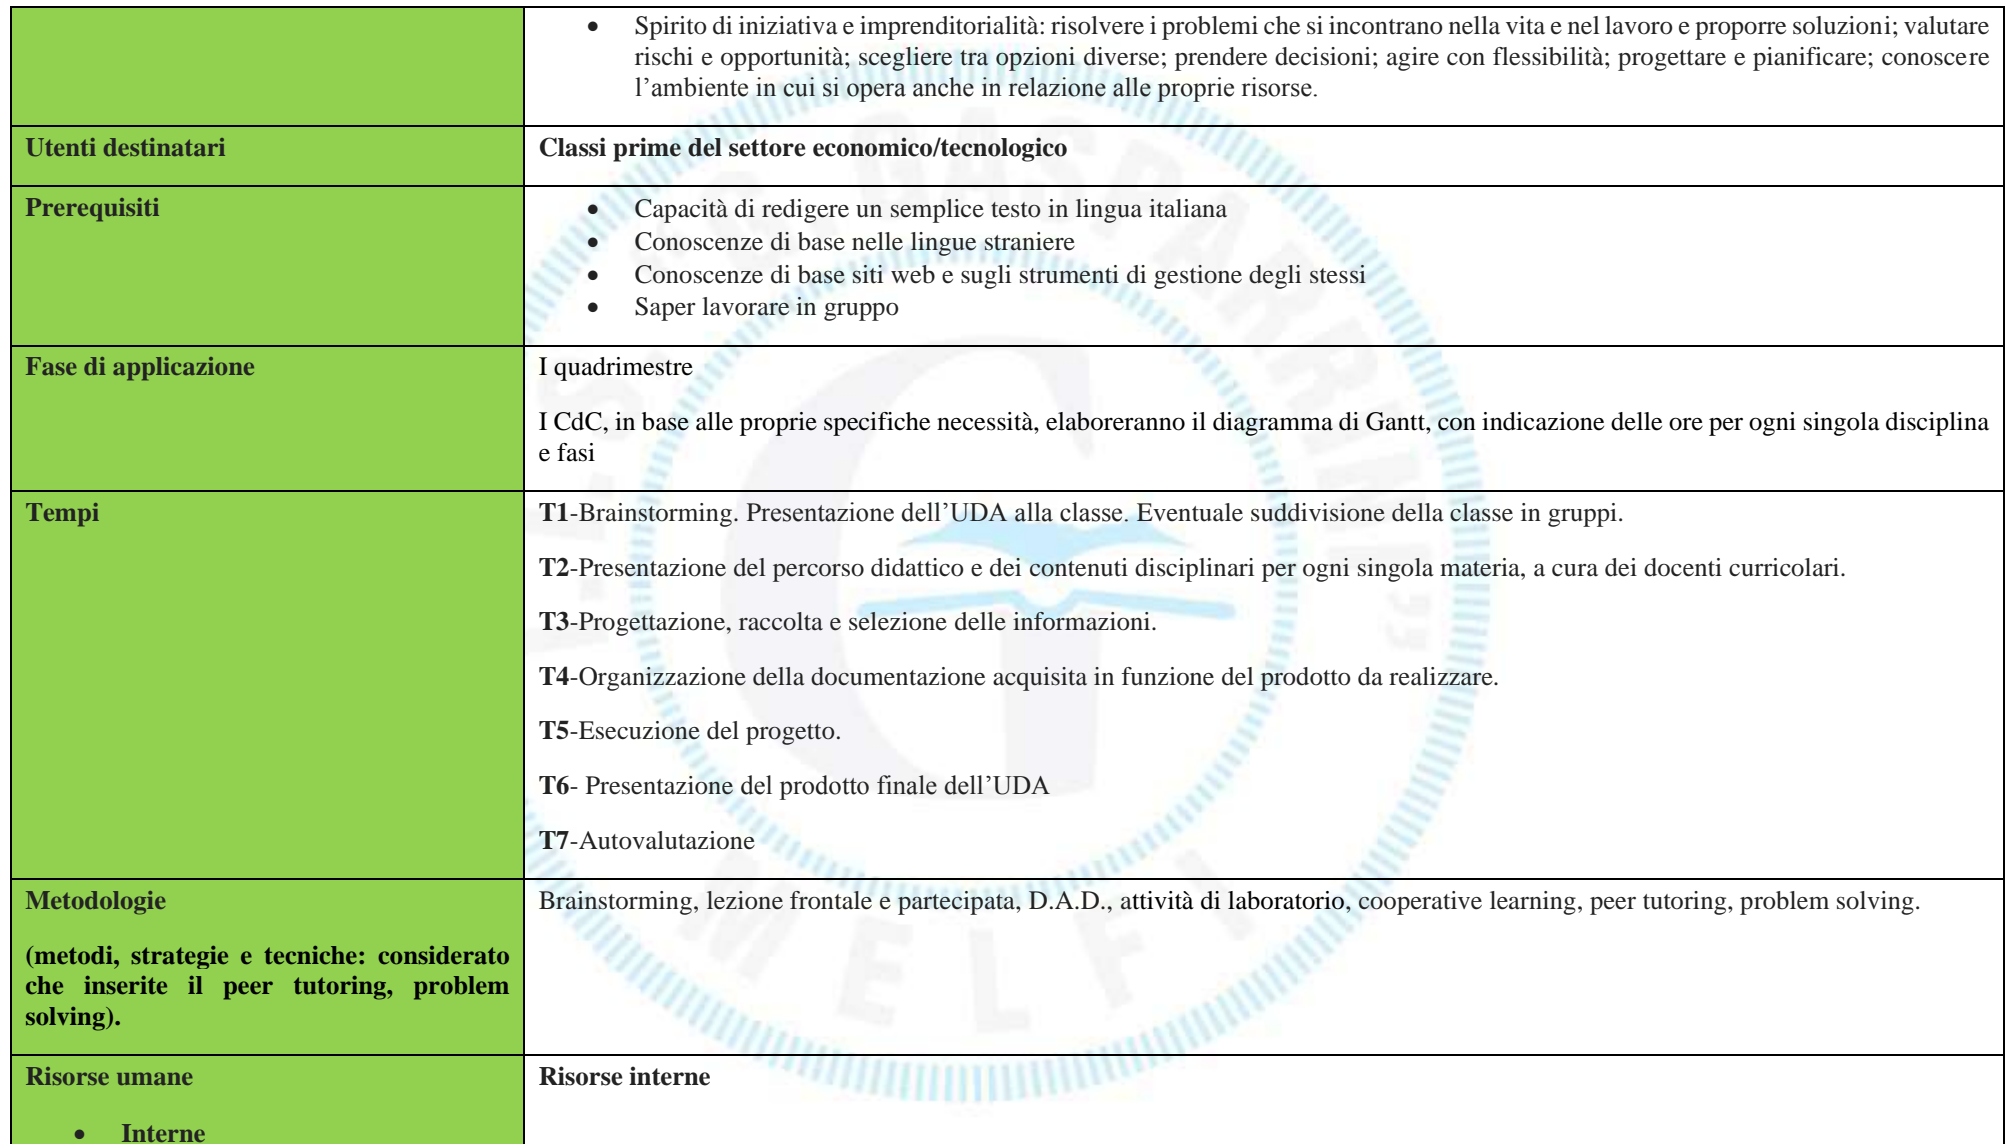 • Spirito di iniziativa e imprenditorialità: risolvere i problemi che si incontrano nella vita e nel lavoro e proporre soluzioni; valutare
rischi e opportunità; scegliere tra opzioni diverse; prendere decisioni; agire con flessibilità; progettare e pianificare; conoscere
l’ambiente in cui si opera anche in relazione alle proprie risorse.
Utenti destinatari
Classi prime del settore economico/tecnologico
Prerequisiti
• Capacità di redigere un semplice testo in lingua italiana
• Conoscenze di base nelle lingue straniere
• Conoscenze di base siti web e sugli strumenti di gestione degli stessi
• Saper lavorare in gruppo
Fase di applicazione
I quadrimestre
I CdC, in base alle proprie specifiche necessità, elaboreranno il diagramma di Gantt, con indicazione delle ore per ogni singola disciplina
e fasi
Tempi
T1-Brainstorming. Presentazione dell’UDA alla classe. Eventuale suddivisione della classe in gruppi.
T2-Presentazione del percorso didattico e dei contenuti disciplinari per ogni singola materia, a cura dei docenti curricolari.
T3-Progettazione, raccolta e selezione delle informazioni.
T4-Organizzazione della documentazione acquisita in funzione del prodotto da realizzare.
T5-Esecuzione del progetto.
T6- Presentazione del prodotto finale dell’UDA
T7-Autovalutazione
Metodologie
(metodi, strategie e tecniche: considerato
che inserite il peer tutoring, problem
solving).
Brainstorming, lezione frontale e partecipata, D.A.D., attività di laboratorio, cooperative learning, peer tutoring, problem solving.
Risorse umane
• Interne
Risorse interne
G
"G. GASPARRINI"
MELFI